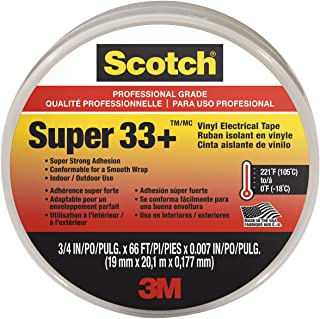 Scotch
PROFESSIONAL GRADE
QUALITÉ PROFESSIONNELLE / PARA USO PROFESIONAL
Super 33+ TM/MC
Vinyl Electrical Tape
Ruban isolant en vinyle
Cinta aislante de vinilo
• Super Strong Adhesion
• Conformable for a Smooth Wrap
• Indoor / Outdoor Use
• Adhérence super forte
• Adaptable pour un
enveloppement parfait
• Utilisation à l'intérieur /
à l'extérieur
• Adhesión súper fuerte
• Se conforma fácilmente para
una buena envoltura
• Uso en interiores / exteriores
221°F (105°C)
to/à
0°F (-18°C)
MADE IN THE U.S.A.
3/4 IN/PO/PULG. x 66 FT/PI/PIES x 0.007 IN/PO/PULG.
(19 mm x 20,1 m x 0,177 mm)
3M